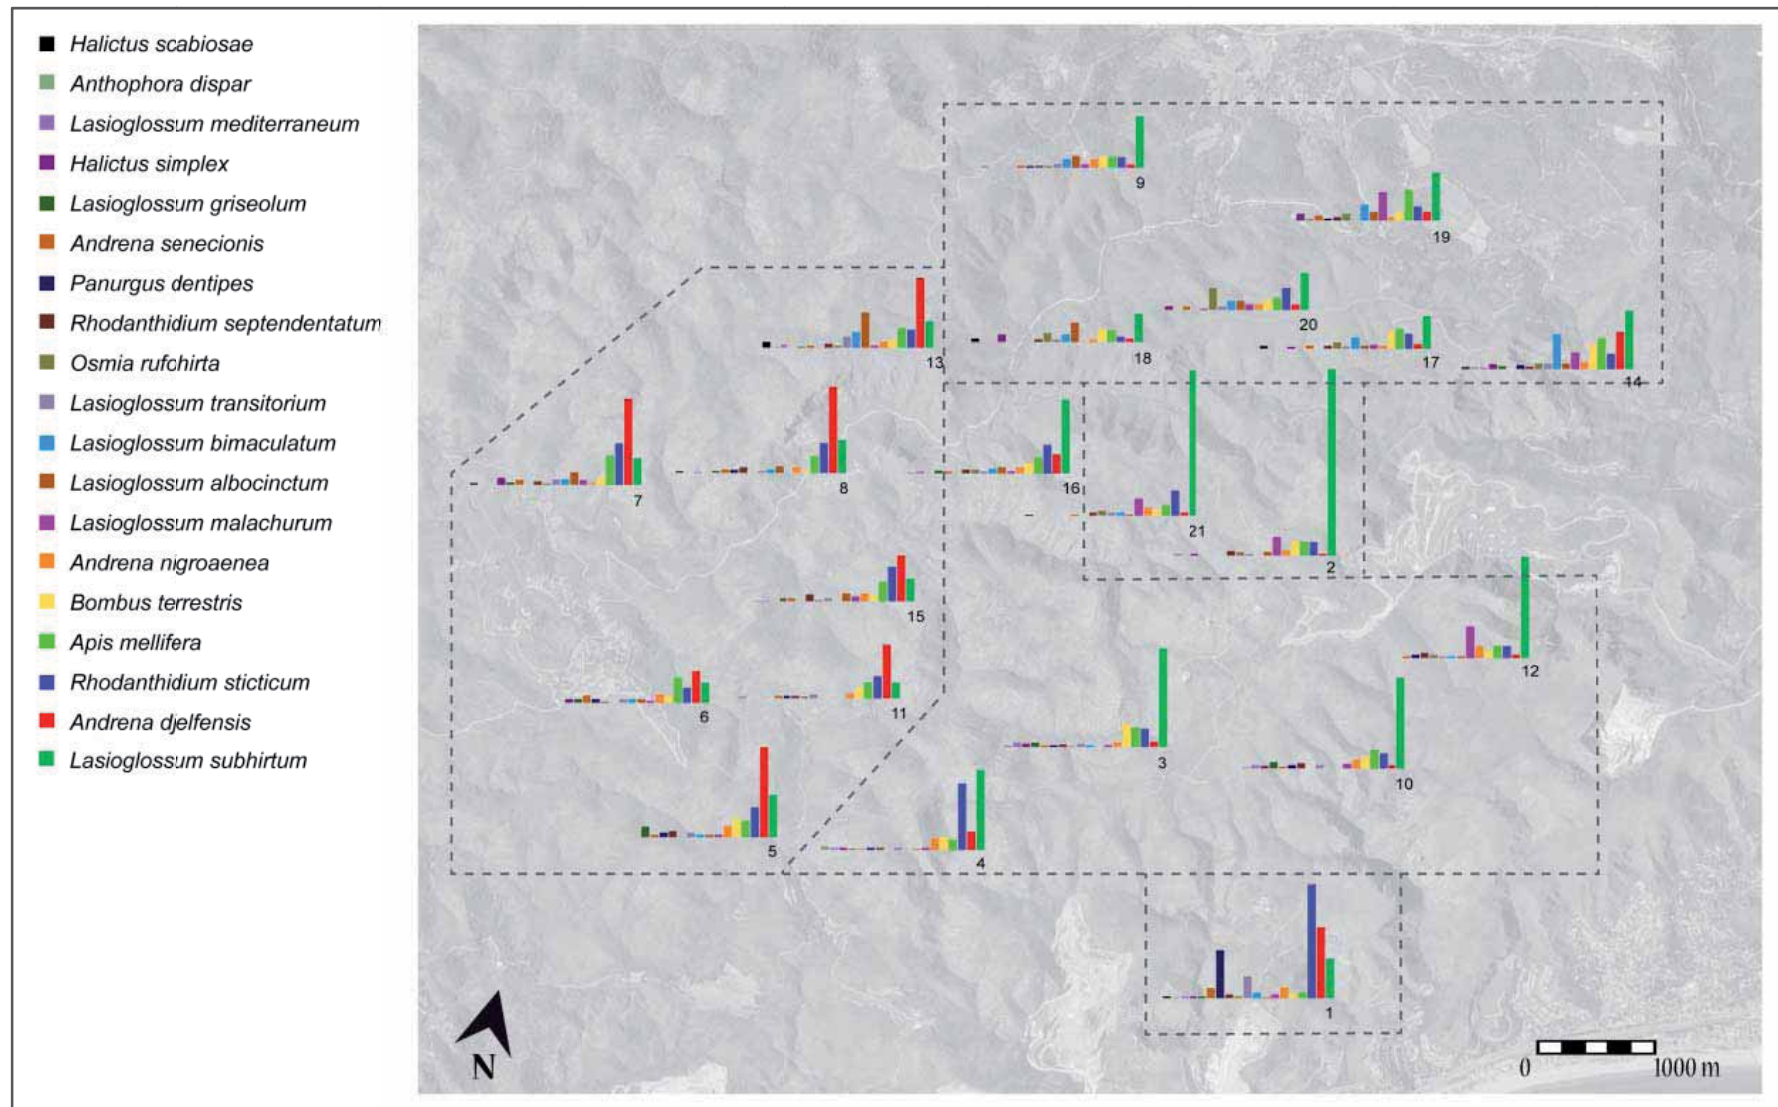 Halictus scabiosae
Anthophora dispar
Lasioglossum mediterraneum
Halictus simplex
Lasioglossum griseolum
Andrena senecionis
Panurgus dentipes
Rhodanthidium septendentatum
Osmia rufohirta
Lasioglossum transitorium
Lasioglossum bimaculatum
Lasioglossum albocinctum
Lasioglossum malachurum
Andrena nigroaenea
Bombus terrestris
Apis mellifera
Rhodanthidium sticticum
Andrena djelfensis
Lasioglossum subhirtum
9
19
20
13
18
17
14
7
8
16
21
2
15
12
6
11
3
10
5
4
1
N
0 1000 m